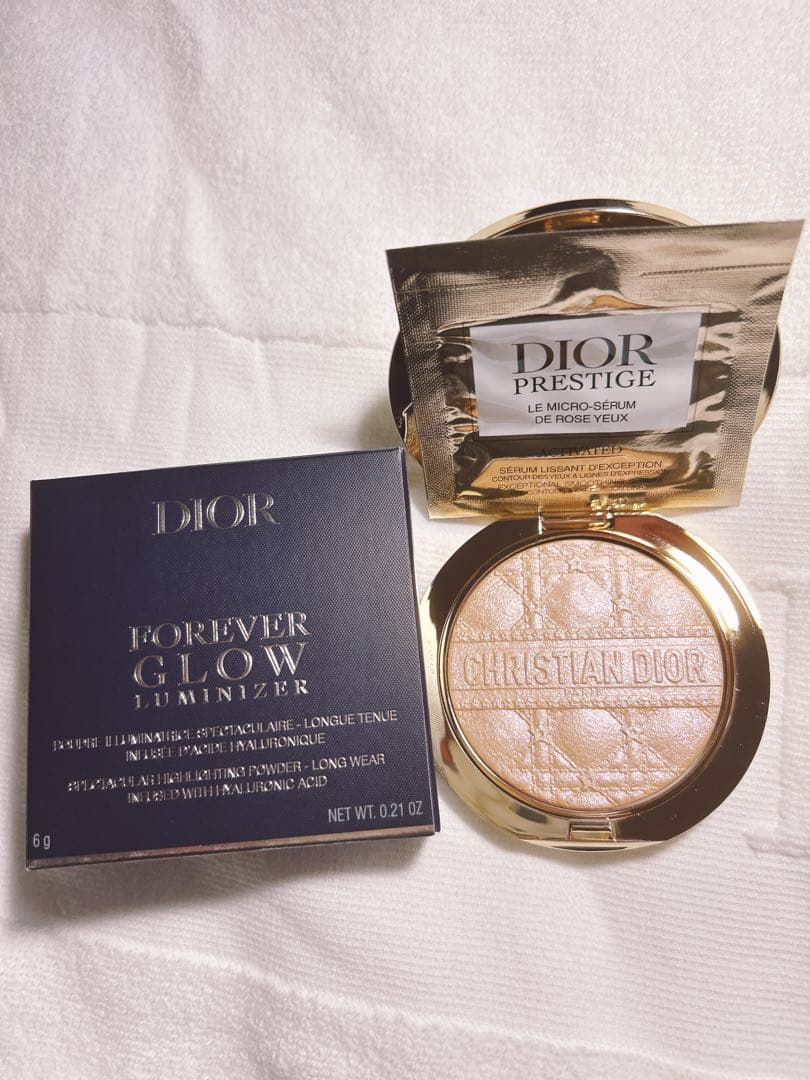 DIOR
FOREVER
GLOW
LUMINIZER
POUDRE ILLUMINATRICE SPECTACULAIRE - LONGUE TENUE
INFUSÉE D'ACIDE HYALURONIQUE
SPECTACULAR HIGHLIGHTING POWDER - LONG WEAR
INFUSED WITH HYALURONIC ACID
6 g
NET WT. 0.21 OZ
DIOR
PRESTIGE
LE MICRO-SÉRUM
DE ROSE YEUX
ACTIVATED
SÉRUM LISSANT D'EXCEPTION
CONTOUR DES YEUX & LIGNES D'EXPRESSION
EXCEPTIONAL SMOOTHING
CHRISTIAN DIOR
PARIS